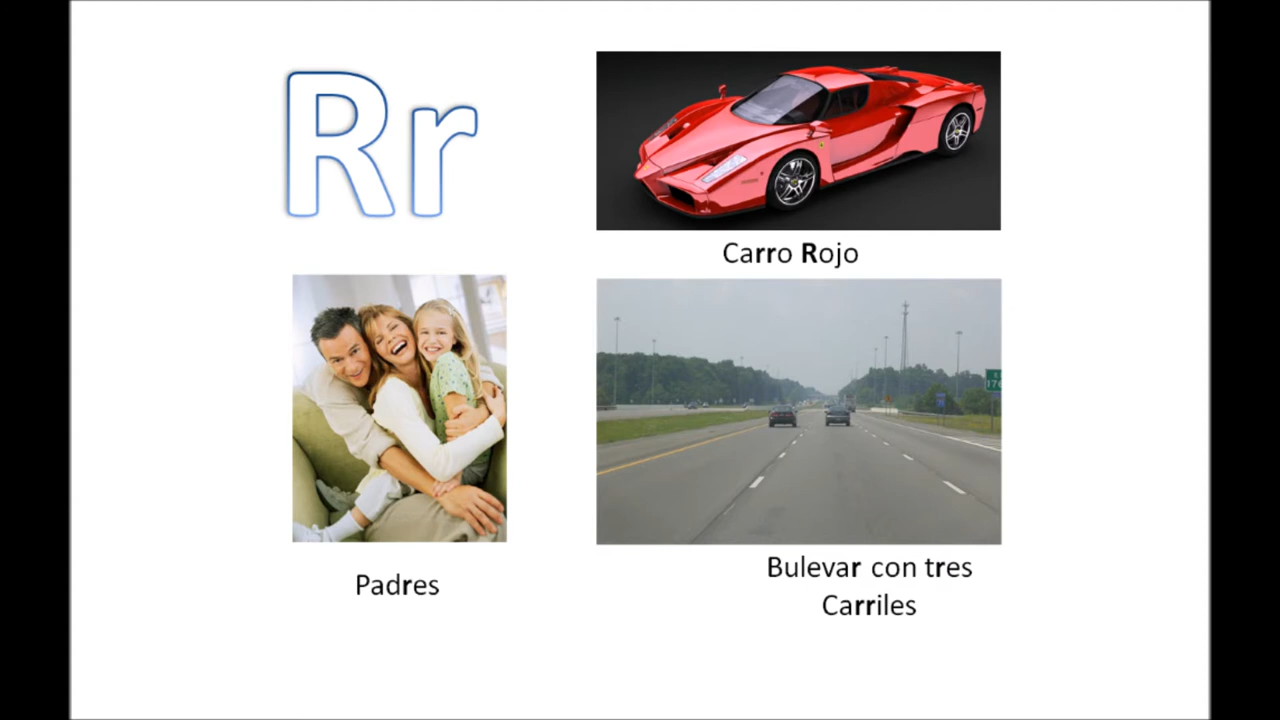 Rr
Carro Rojo
Padres
Bulevar con tres
Carriles